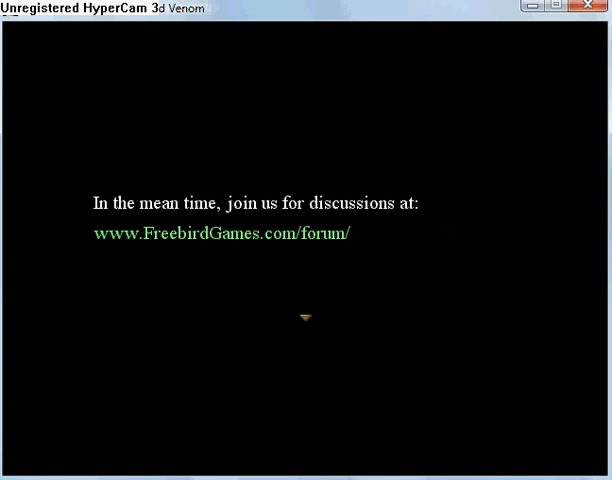 Unregistered HyperCam 3d Venom
In the mean time, join us for discussions at:
www.FreebirdGames.com/forum/